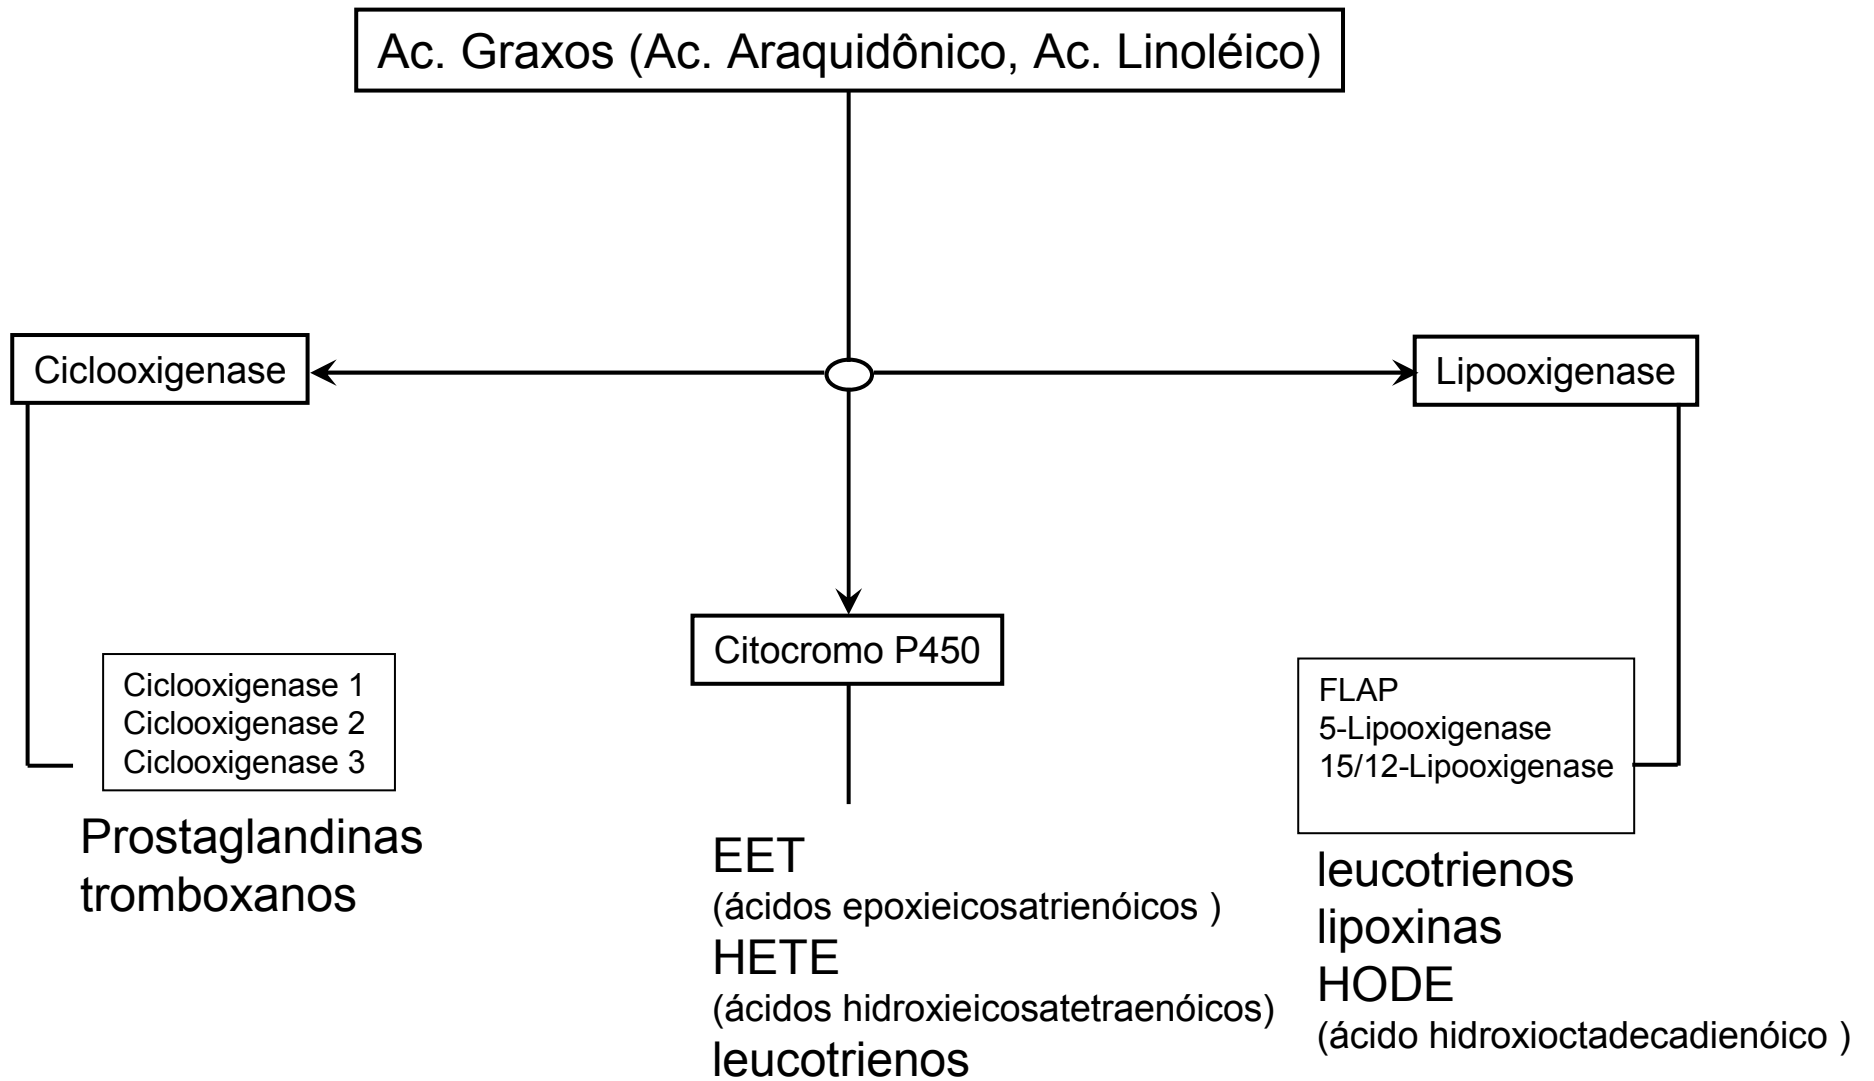 Ac. Graxos (Ac. Araquidônico, Ac. Linoléico)
Ciclooxigenase
Lipooxigenase
Citocromo P450
Ciclooxigenase 1
Ciclooxigenase 2
Ciclooxigenase 3
Prostaglandinas
tromboxanos
EET
(ácidos epoxieicosatrienóicos )
HETE
(ácidos hidroxieicosatetraenóicos)
leucotrienos
FLAP
5-Lipooxigenase
15/12-Lipooxigenase
leucotrienos
lipoxinas
HODE
(ácido hidroxioctadecadienóico )